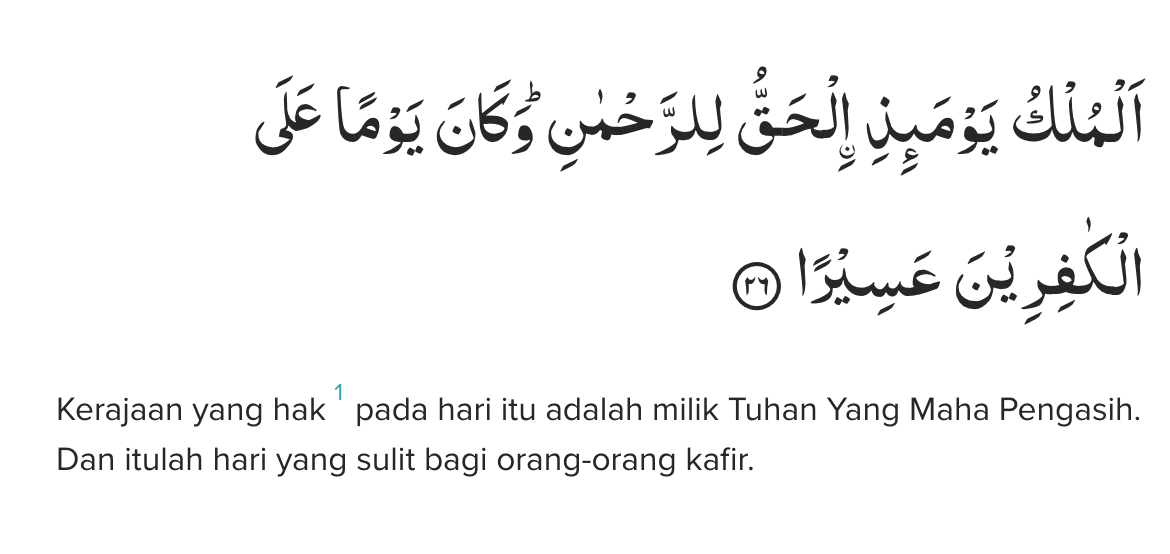 اَلْمُلْكُ يَوْمَىِٕذِ ِۨالْحَقُّ لِلرَّحْمٰنِۗ وَكَانَ يَوْمًا عَلَى
الْكٰفِرِيْنَ عَسِيْرًا ٢٦
Kerajaan yang hak 1 pada hari itu adalah milik Tuhan Yang Maha Pengasih.
Dan itulah hari yang sulit bagi orang-orang kafir.